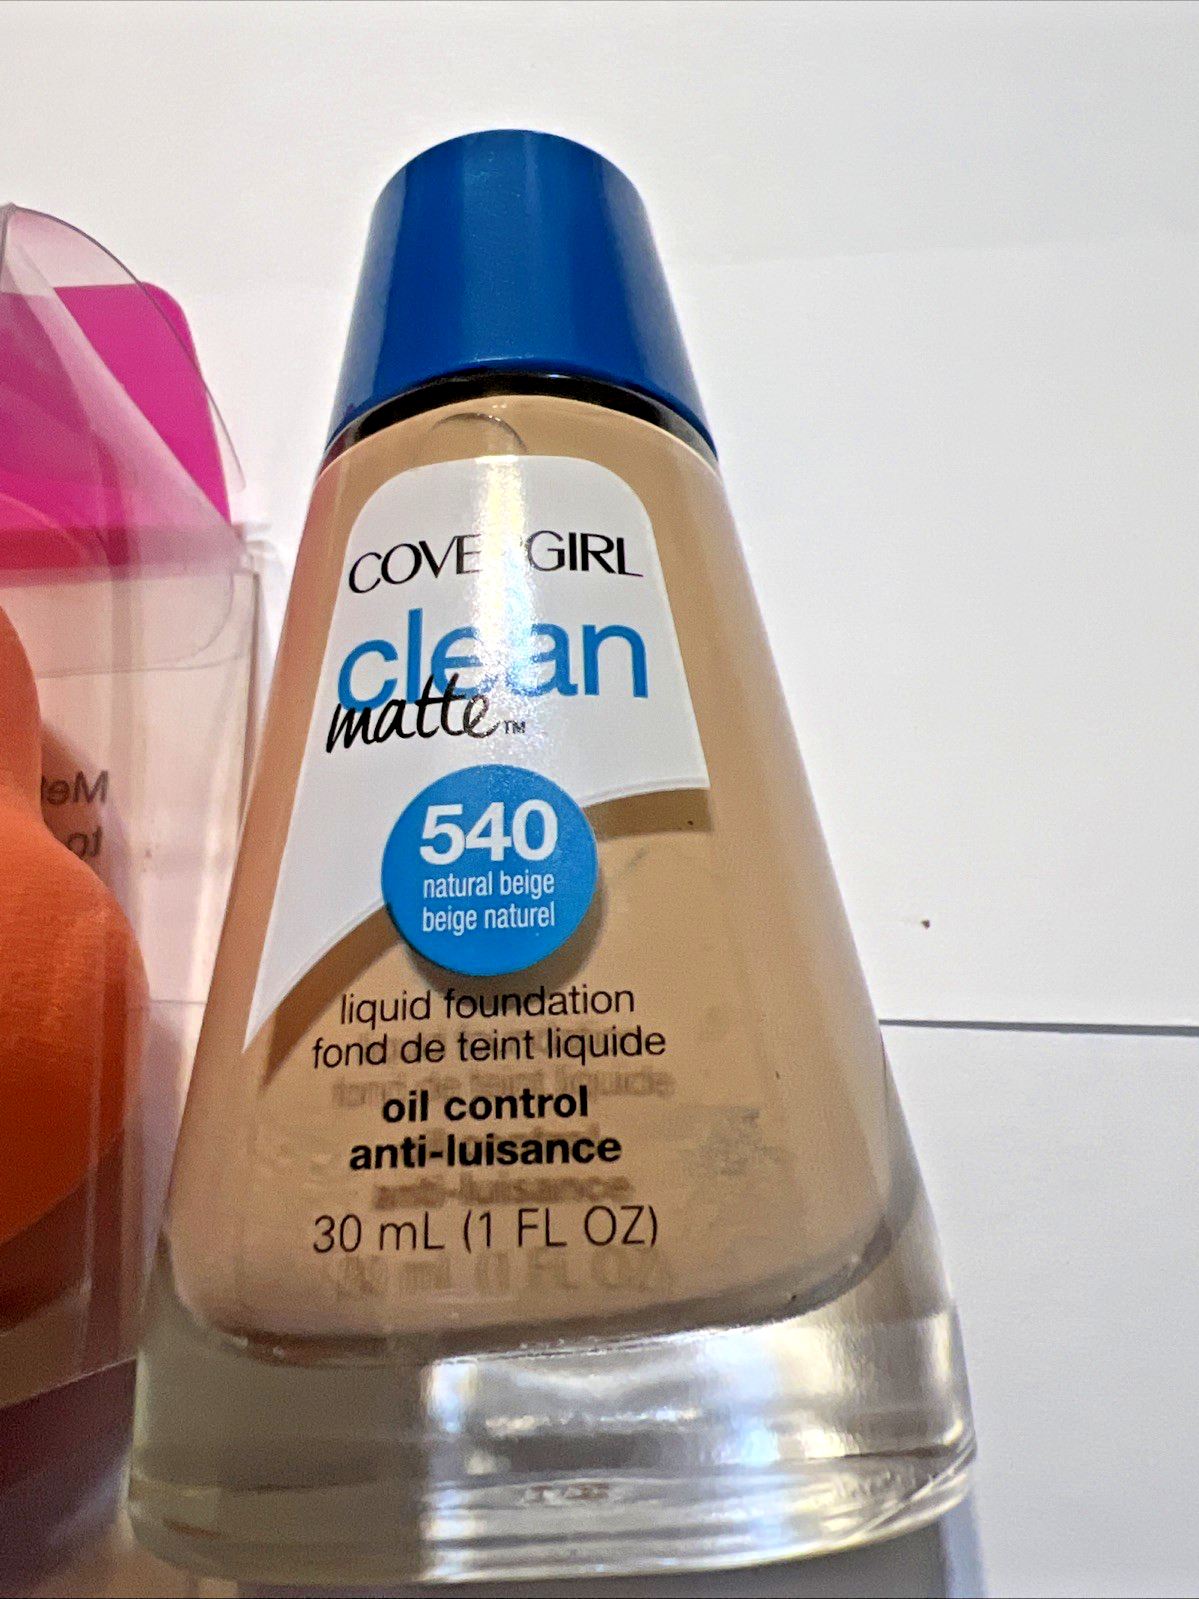 COVERGIRL
clean
matte™
540
natural beige
beige naturel
liquid foundation
fond de teint liquide
oil control
anti-luisance
30 mL (1 FL OZ)